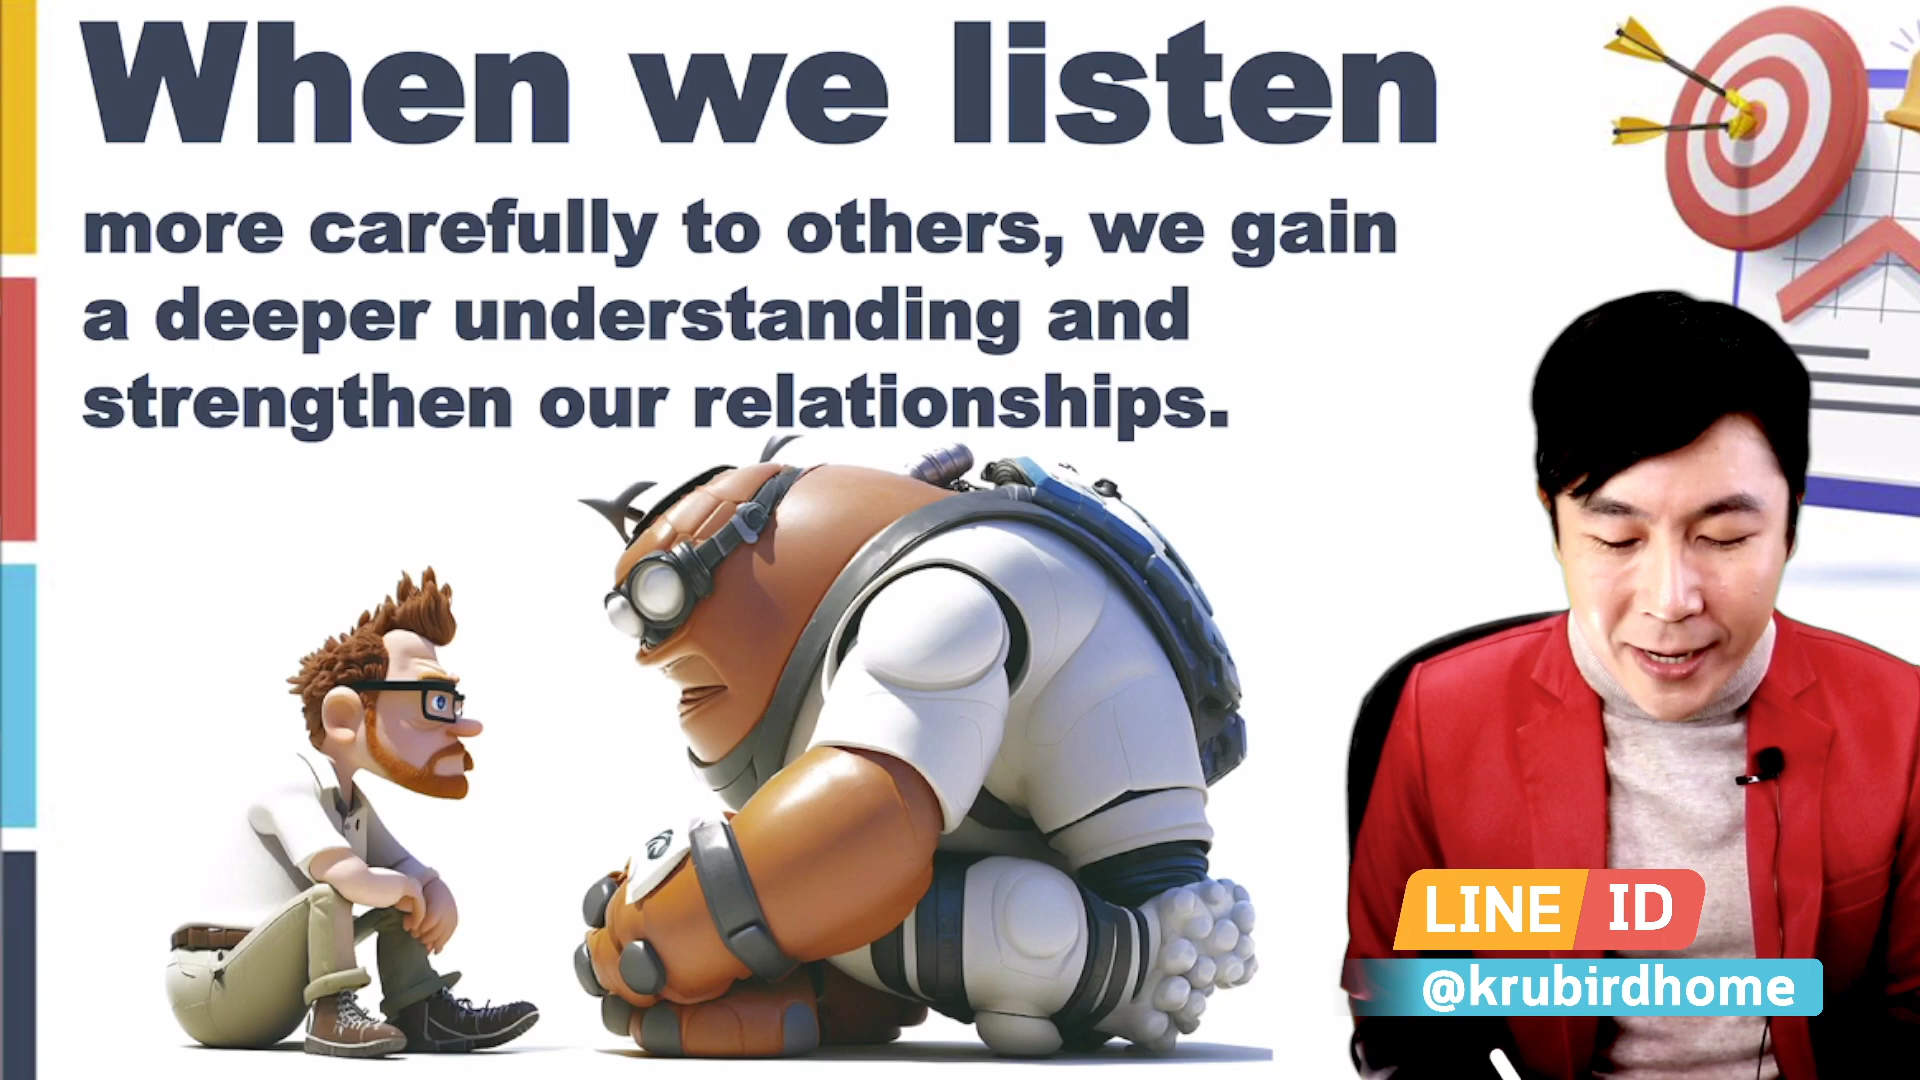 When we listen
more carefully to others, we gain
a deeper understanding and
strengthen our relationships.
LINE ID
@krubirdhome